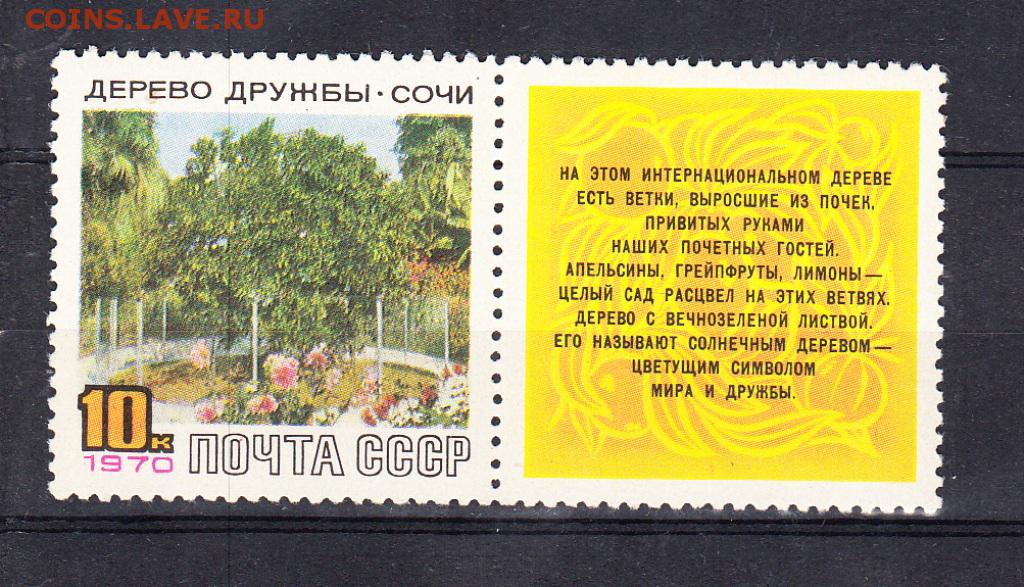 COINS.LAVE.RU
ДЕРЕВО ДРУЖБЫ · СОЧИ
10К
1970
ПОЧТА СССР
НА ЭТОМ ИНТЕРНАЦИОНАЛЬНОМ ДЕРЕВЕ
ЕСТЬ ВЕТКИ, ВЫРОСШИЕ ИЗ ПОЧЕК,
ПРИВИТЫХ РУКАМИ
НАШИХ ПОЧЕТНЫХ ГОСТЕЙ.
АПЕЛЬСИНЫ, ГРЕЙПФРУТЫ, ЛИМОНЫ—
ЦЕЛЫЙ САД РАСЦВЕЛ НА ЭТИХ ВЕТВЯХ.
ДЕРЕВО С ВЕЧНОЗЕЛЕНОЙ ЛИСТВОЙ.
ЕГО НАЗЫВАЮТ СОЛНЕЧНЫМ ДЕРЕВОМ—
ЦВЕТУЩИМ СИМВОЛОМ
МИРА И ДРУЖБЫ.